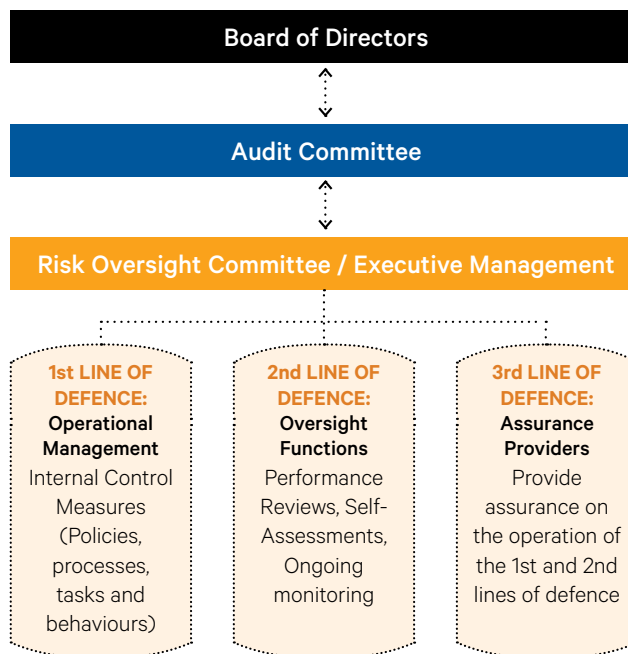 Board of Directors
Audit Committee
Risk Oversight Committee / Executive Management
1st LINE OF
DEFENCE:
Operational
Management
Internal Control
Measures
(Policies,
processes,
tasks and
behaviours)
2nd LINE OF
DEFENCE:
Oversight
Functions
Performance
Reviews, Self-
Assessments,
Ongoing
monitoring
3rd LINE OF
DEFENCE:
Assurance
Providers
Provide
assurance on
the operation of
the 1st and 2nd
lines of defence